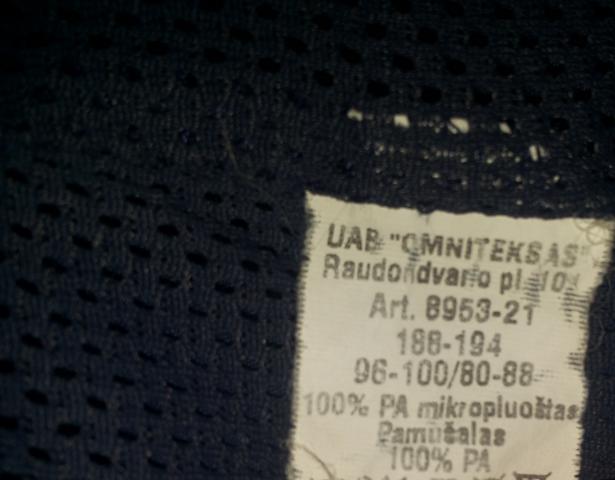 UAB "OMNITEKSAS"
Raudondvario pl. 101
Art. 8953-21
188-194
96-100/80-88
100% PA mikropluoštas
Pamušalas
100% PA